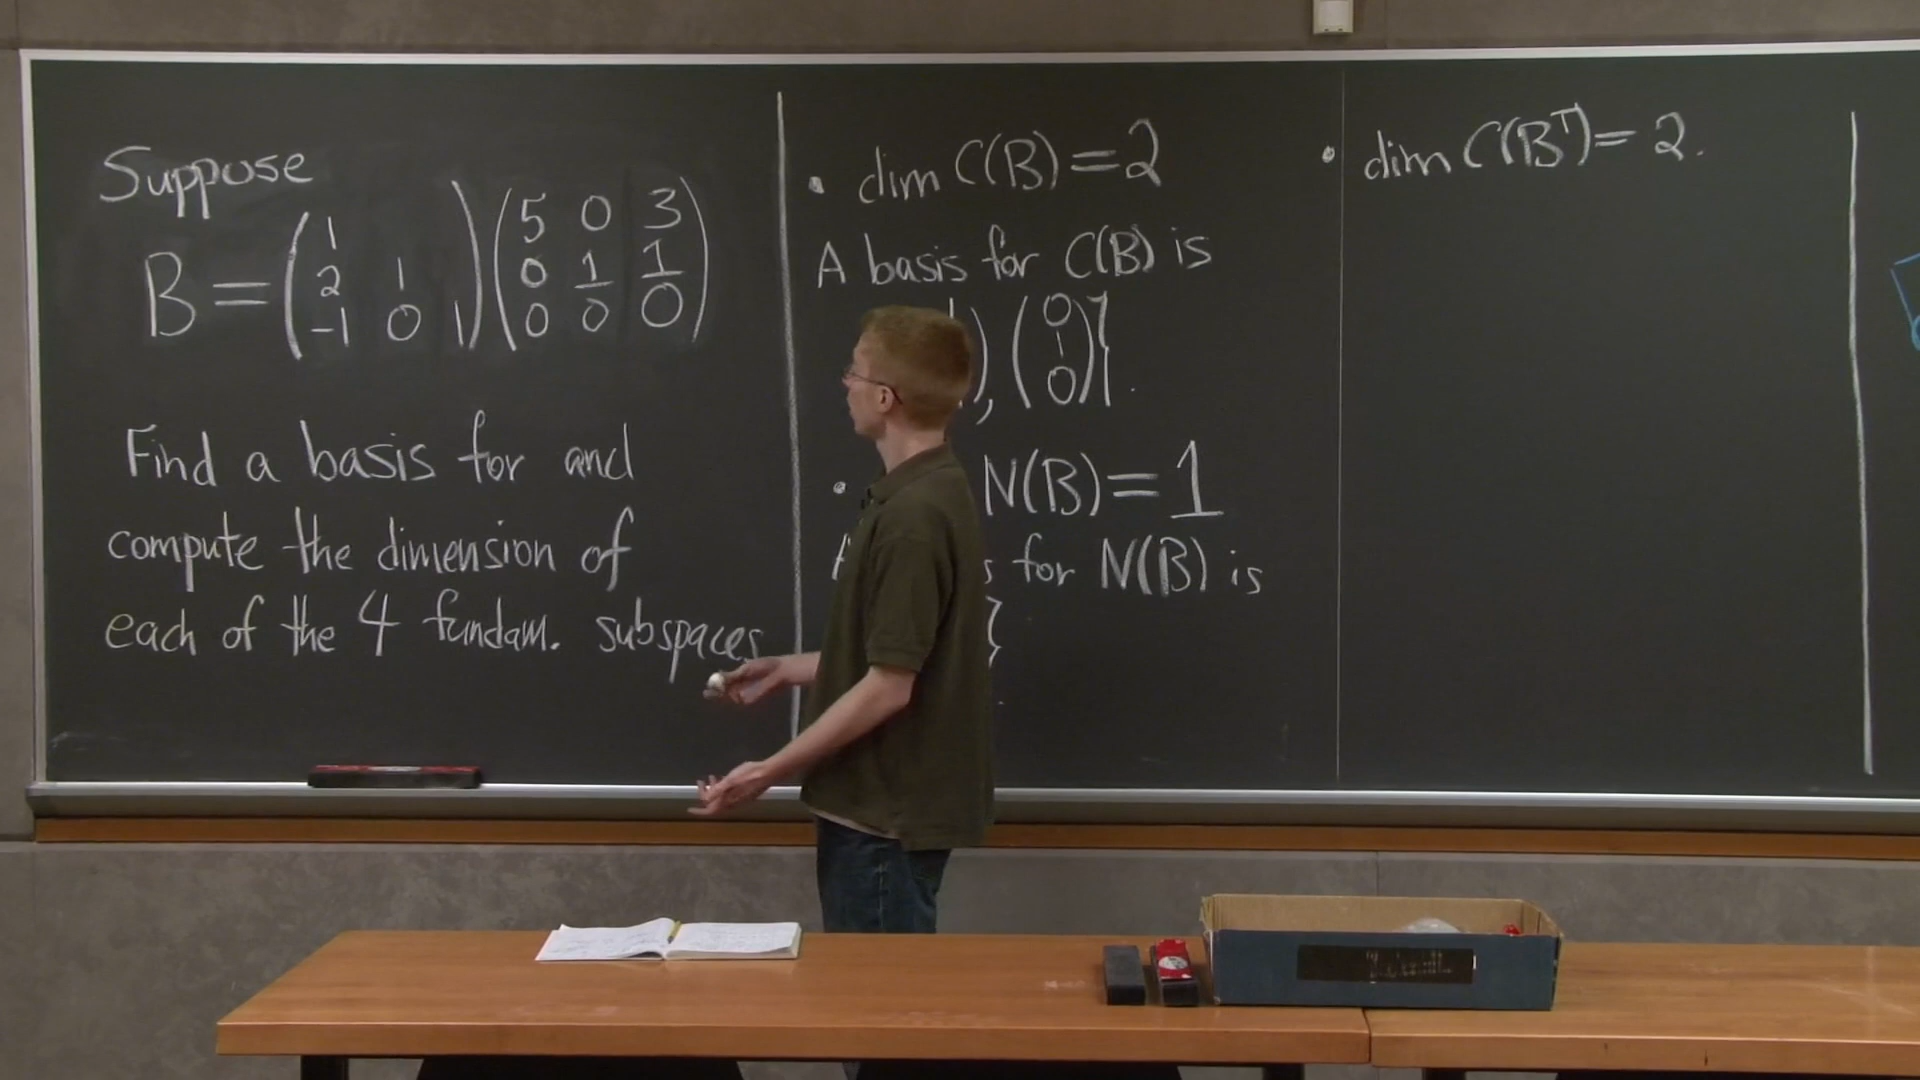 Suppose
B = ( 1
2 1
-1 0 1 ) ( 5 0 3
0 1 1
0 0 0 )
Find a basis for and
compute the dimension of
each of the 4 fundam. subspaces
• dim C(B) = 2
A basis for C(B) is
), ( 0
1
0 ) }.
• N(B) = 1
for N(B) is
}
• dim C(Bᵀ) = 2.